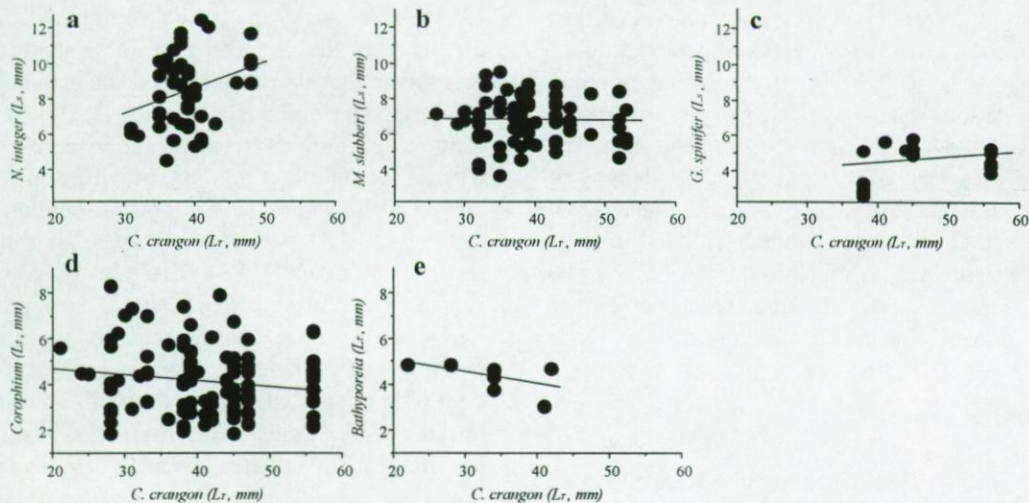 a
12
10
8
6
4
N. integer (Ls, mm)
20 30 40 50 60
C. crangon (LT, mm)
b
12
10
8
6
4
M. slabberi (Ls, mm)
20 30 40 50 60
C. crangon (LT, mm)
c
12
10
8
6
4
G. spinifer (Ls, mm)
20 30 40 50 60
C. crangon (LT, mm)
d
8
6
4
2
Corophium (LT, mm)
20 30 40 50 60
C. crangon (LT, mm)
e
8
6
4
2
Bathyporeia (LT, mm)
20 30 40 50 60
C. crangon (LT, mm)